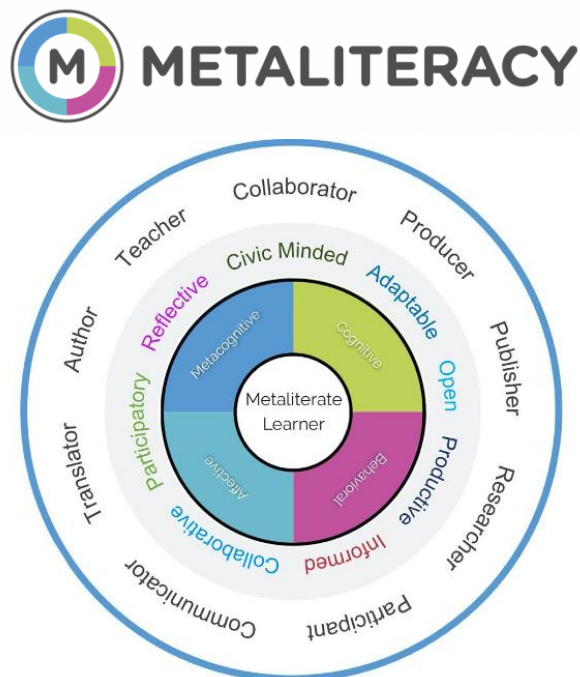 M METALITERACY
Collaborator
Producer
Publisher
Researcher
Participant
Communicator
Translator
Author
Teacher
Civic Minded
Adaptable
Open
Productive
Informed
Collaborative
Participatory
Reflective
Metacognitive
Cognitive
Behavioral
Affective
Metaliterate
Learner